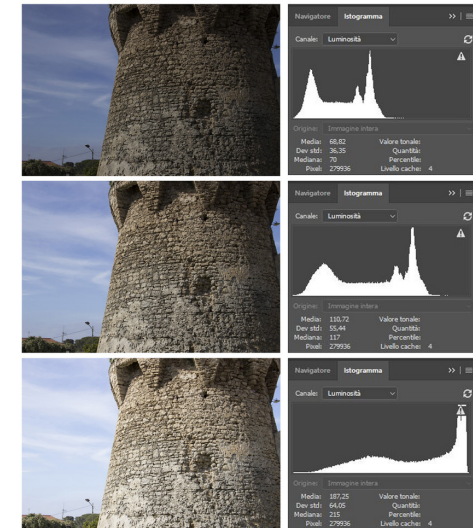 Navigatore Istogramma
Canale: Luminosità
Origine: Immagine intera
Media: 68,82 Valore tonale:
Dev std: 36,35 Quantità:
Mediana: 70 Percentile:
Pixel: 279936 Livello cache: 4
Navigatore Istogramma
Canale: Luminosità
Origine: Immagine intera
Media: 110,72 Valore tonale:
Dev std: 55,44 Quantità:
Mediana: 117 Percentile:
Pixel: 279936 Livello cache: 4
Navigatore Istogramma
Canale: Luminosità
Origine: Immagine intera
Media: 187,25 Valore tonale:
Dev std: 64,05 Quantità:
Mediana: 215 Percentile:
Pixel: 279936 Livello cache: 4